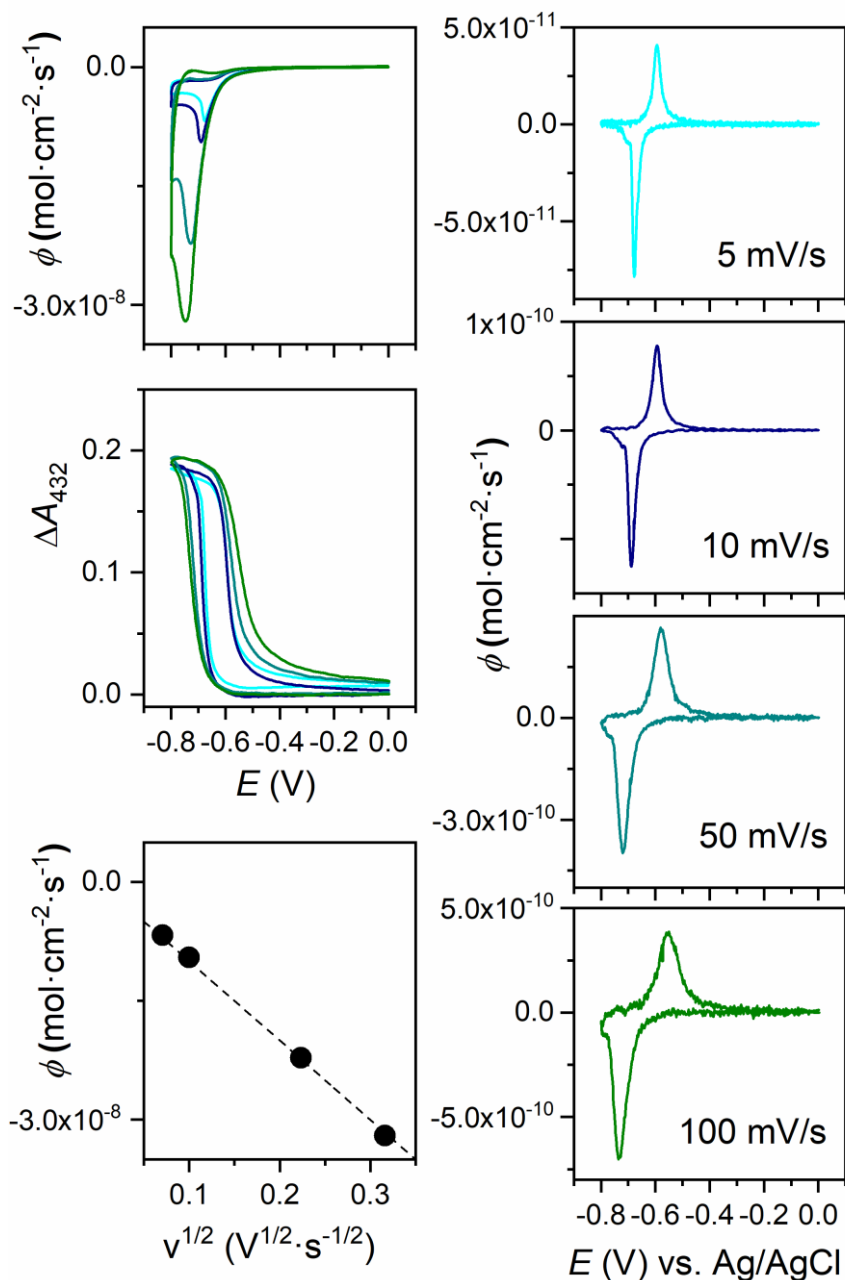 0.0
-3.0x10⁻⁸
ϕ (mol·cm⁻²·s⁻¹)
0.2
0.1
0.0
ΔA₄₃₂
-0.8 -0.6 -0.4 -0.2 0.0
E (V)
0.0
-3.0x10⁻⁸
ϕ (mol·cm⁻²·s⁻¹)
0.1 0.2 0.3
v¹/² (V¹/²·s⁻¹/²)
5.0x10⁻¹¹
0.0
-5.0x10⁻¹¹
5 mV/s
1x10⁻¹⁰
0
10 mV/s
ϕ (mol·cm⁻²·s⁻¹)
0.0
-3.0x10⁻¹⁰
50 mV/s
5.0x10⁻¹⁰
0.0
-5.0x10⁻¹⁰
100 mV/s
-0.8 -0.6 -0.4 -0.2 0.0
E (V) vs. Ag/AgCl